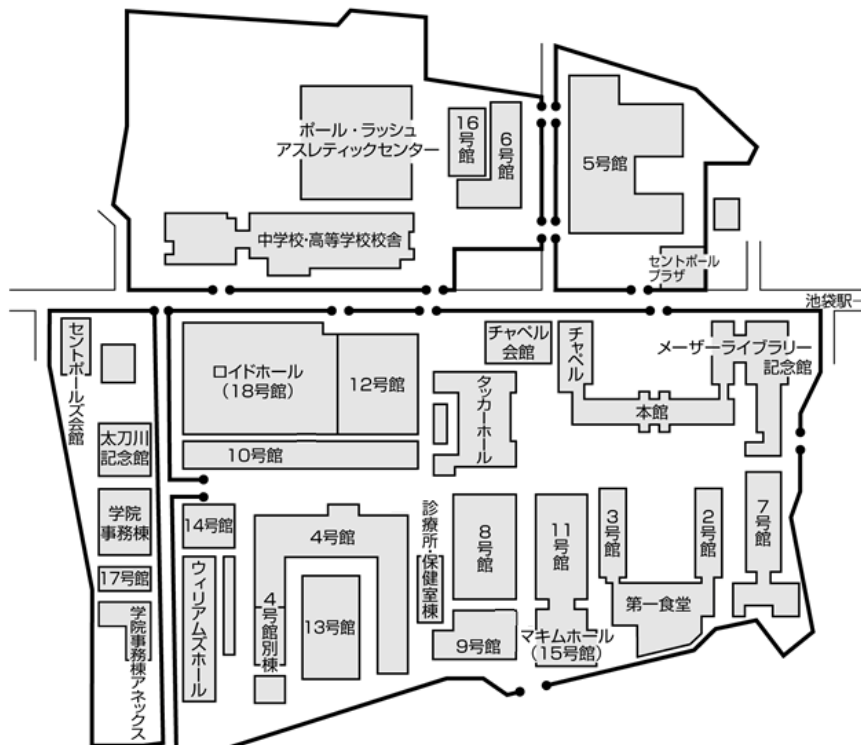 ポール・ラッシュ
アスレティックセンター
16号館
6号館
5号館
中学校・高等学校校舎
セントポール
プラザ
池袋駅
セントポールズ会館
ロイドホール
(18号館)
12号館
チャペル
会館
チャペル
メーザーライブラリー
記念館
本館
タッカーホール
太刀川
記念館
10号館
学院
事務棟
14号館
4号館
診療所・保健室棟
8号館
11号館
3号館
2号館
7号館
17号館
ウィリアムズホール
4号館別棟
13号館
9号館
マキムホール
(15号館)
第一食堂
学院事務棟アネックス